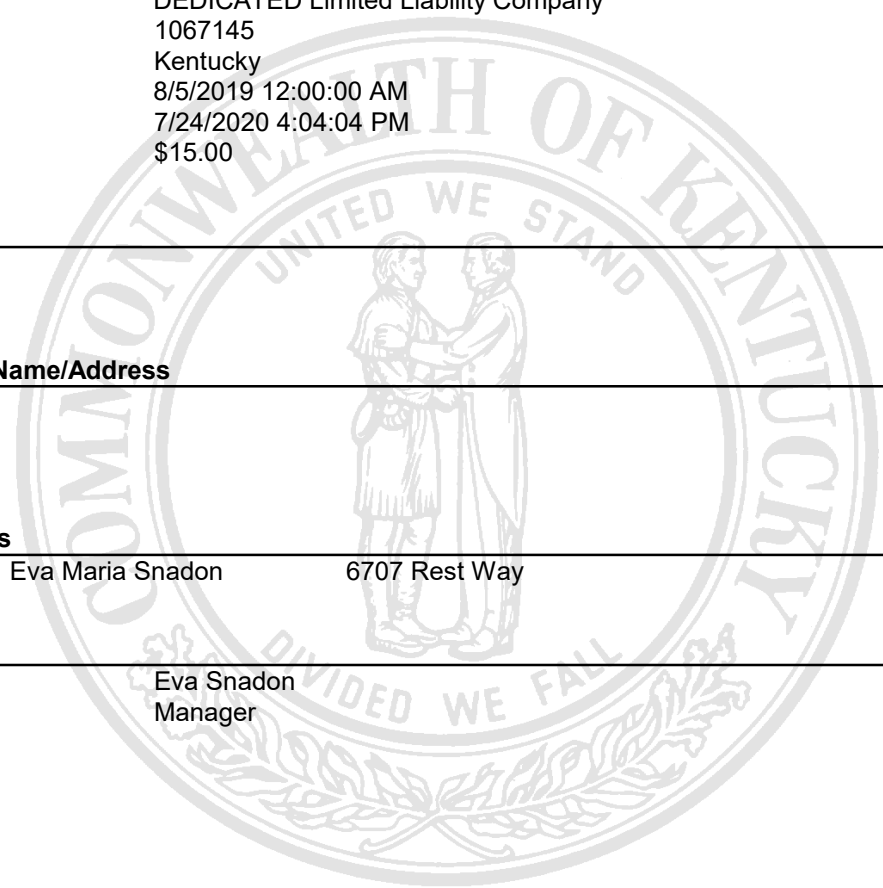 DEDICATED Limited Liability Company
1067145
Kentucky
8/5/2019 12:00:00 AM
7/24/2020 4:04:04 PM
$15.00
COMMONWEALTH OF KENTUCKY
UNITED WE STAND
Name/Address
s
Eva Maria Snadon 6707 Rest Way
DIVIDED WE FALL
Eva Snadon
Manager